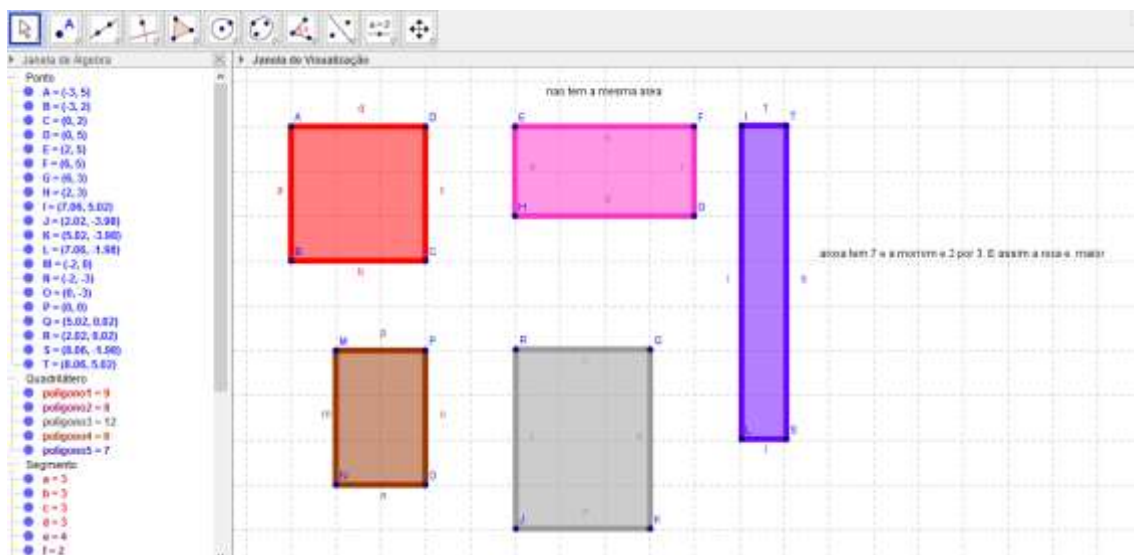 a=2
Janela de Álgebra
Janela de Visualização
Ponto
A = (-3, 5)
B = (-3, 2)
C = (0, 2)
D = (0, 5)
E = (2, 5)
F = (6, 5)
G = (6, 3)
H = (2, 3)
I = (7.06, 5.02)
J = (2.02, -3.98)
K = (5.02, -3.98)
L = (7.06, -1.98)
M = (-2, 0)
N = (-2, -3)
O = (0, -3)
P = (0, 0)
Q = (5.02, 0.02)
R = (2.02, 0.02)
S = (8.06, -1.98)
T = (8.06, 5.02)
Quadrilátero
polígono1 = 9
polígono2 = 8
polígono3 = 12
polígono4 = 6
polígono5 = 7
Segmento
a = 3
b = 3
c = 3
d = 3
e = 4
f = 2
nao tem a mesma area
A
D
E
F
I
T
B
C
H
b
M
P
R
N
J
K
L
S
n
m